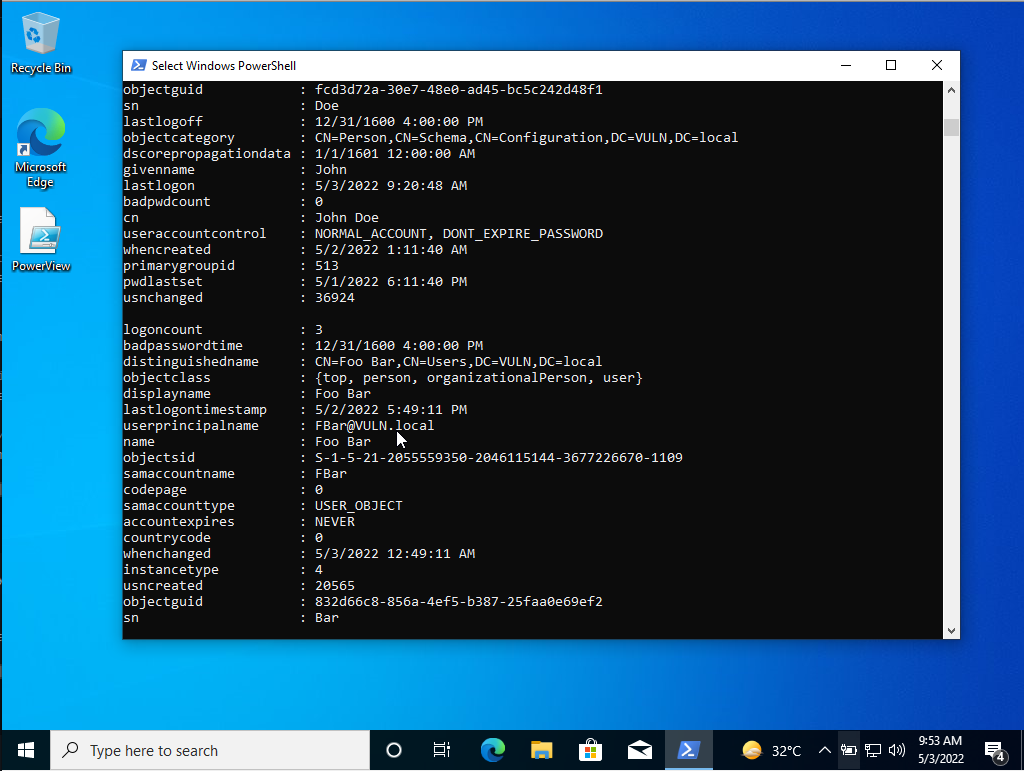 Recycle Bin
Microsoft
Edge
PowerView
Select Windows PowerShell
objectguid : fcd3d72a-30e7-48e0-ad45-bc5c242d48f1
sn : Doe
lastlogoff : 12/31/1600 4:00:00 PM
objectcategory : CN=Person,CN=Schema,CN=Configuration,DC=VULN,DC=local
dscorepropagationdata : 1/1/1601 12:00:00 AM
givenname : John
lastlogon : 5/3/2022 9:20:48 AM
badpwdcount : 0
cn : John Doe
useraccountcontrol : NORMAL_ACCOUNT, DONT_EXPIRE_PASSWORD
whencreated : 5/2/2022 1:11:40 AM
primarygroupid : 513
pwdlastset : 5/1/2022 6:11:40 PM
usnchanged : 36924
logoncount : 3
badpasswordtime : 12/31/1600 4:00:00 PM
distinguishedname : CN=Foo Bar,CN=Users,DC=VULN,DC=local
objectclass : {top, person, organizationalPerson, user}
displayname : Foo Bar
lastlogontimestamp : 5/2/2022 5:49:11 PM
userprincipalname : FBar@VULN.local
name : Foo Bar
objectsid : S-1-5-21-2055559350-2046115144-3677226670-1109
samaccountname : FBar
codepage : 0
samaccounttype : USER_OBJECT
accountexpires : NEVER
countrycode : 0
whenchanged : 5/3/2022 12:49:11 AM
instancetype : 4
usncreated : 20565
objectguid : 832d66c8-856a-4ef5-b387-25faa0e69ef2
sn : Bar
Type here to search
32°C
9:53 AM
5/3/2022
4